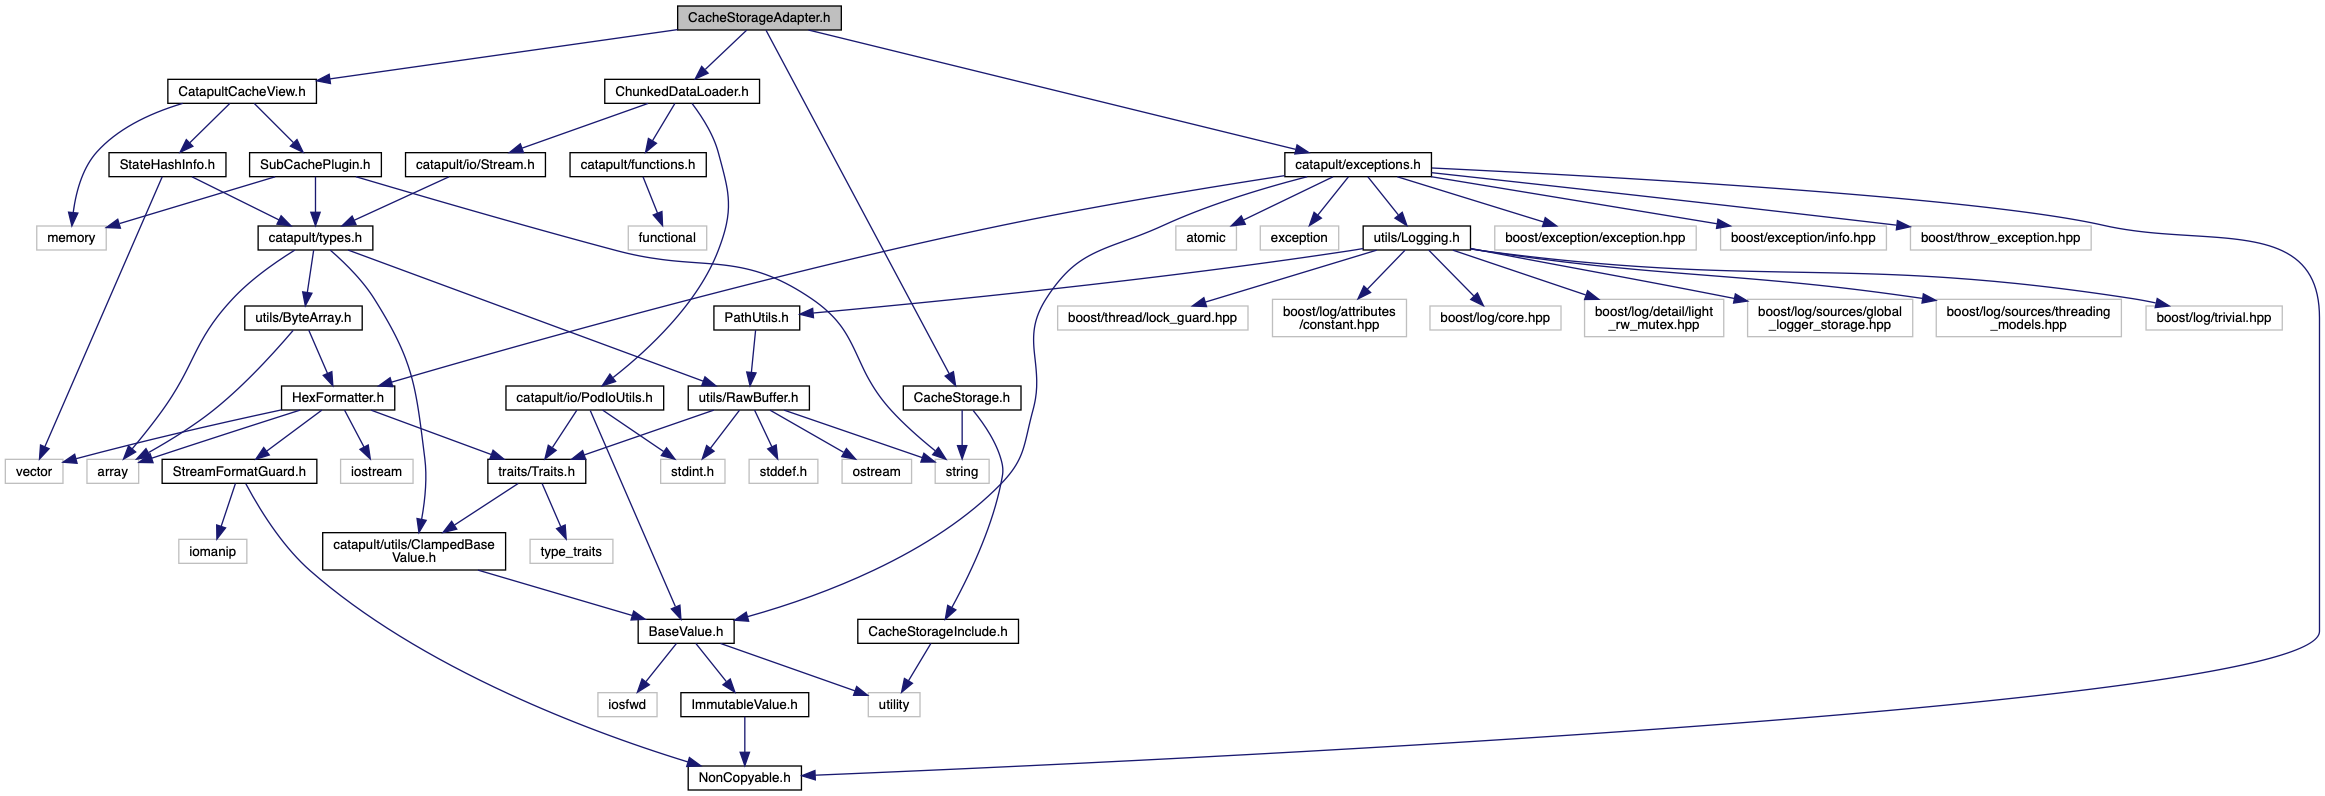 CacheStorageAdapter.h
CatapultCacheView.h
ChunkedDataLoader.h
StateHashInfo.h
SubCachePlugin.h
catapult/io/Stream.h
catapult/functions.h
catapult/exceptions.h
memory
catapult/types.h
functional
atomic
exception
utils/Logging.h
boost/exception/exception.hpp
boost/exception/info.hpp
boost/throw_exception.hpp
utils/ByteArray.h
PathUtils.h
boost/thread/lock_guard.hpp
boost/log/attributes
/constant.hpp
boost/log/core.hpp
boost/log/detail/light
_rw_mutex.hpp
boost/log/sources/global
_logger_storage.hpp
boost/log/sources/threading
_models.hpp
boost/log/trivial.hpp
HexFormatter.h
catapult/io/PodIoUtils.h
utils/RawBuffer.h
CacheStorage.h
vector
array
StreamFormatGuard.h
iostream
traits/Traits.h
stdint.h
stddef.h
ostream
string
iomanip
catapult/utils/ClampedBase
Value.h
type_traits
BaseValue.h
CacheStorageInclude.h
iosfwd
ImmutableValue.h
utility
NonCopyable.h